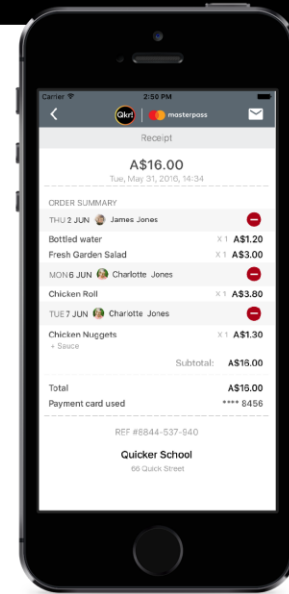 Carrier 2:50 PM
Qkr! masterpass
Receipt
A$16.00
Tue, May 31, 2016, 14:34
ORDER SUMMARY
THU 2 JUN James Jones
Bottled water X 1 A$1.20
Fresh Garden Salad X 1 A$3.00
MON 6 JUN Charlotte Jones
Chicken Roll X 1 A$3.80
TUE 7 JUN Charlotte Jones
Chicken Nuggets X 1 A$1.30
+ Sauce
Subtotal: A$16.00
Total A$16.00
Payment card used **** 8456
REF #8844-537-940
Quicker School
66 Quick Street